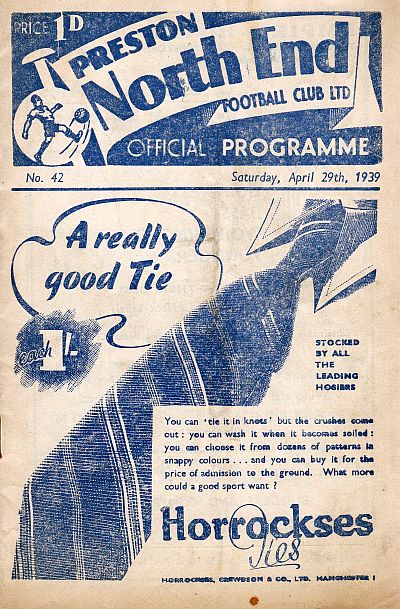 PRICE 1D
PRESTON
North End
FOOTBALL CLUB LTD
OFFICIAL PROGRAMME
No. 42 Saturday, April 29th, 1939
A really
good Tie
each 1/-
STOCKED
BY ALL
THE
LEADING
HOSIERS
You can 'tie it in knots' but the crushes come
out: you can wash it when it becomes soiled:
you can choose it from dozens of patterns in
snappy colours... and you can buy it for the
price of admission to the ground. What more
could a good sport want?
Horrockses
Ties
HORROCKSES, CREWDSON & CO., LTD. MANCHESTER 1